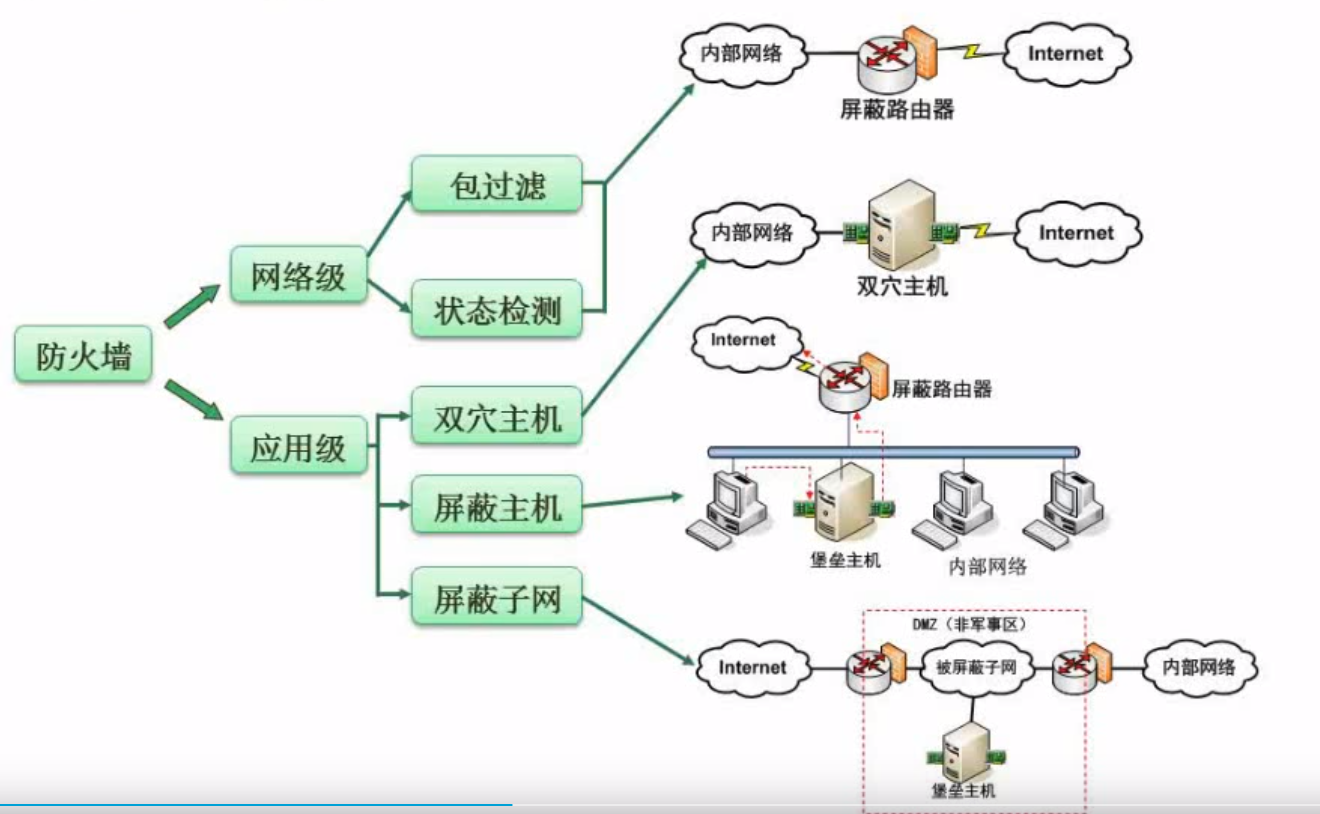 防火墙
网络级
应用级
包过滤
状态检测
双穴主机
屏蔽主机
屏蔽子网
内部网络
Internet
屏蔽路由器
内部网络
Internet
双穴主机
Internet
屏蔽路由器
堡垒主机
内部网络
DMZ（非军事区）
Internet
被屏蔽子网
内部网络
堡垒主机